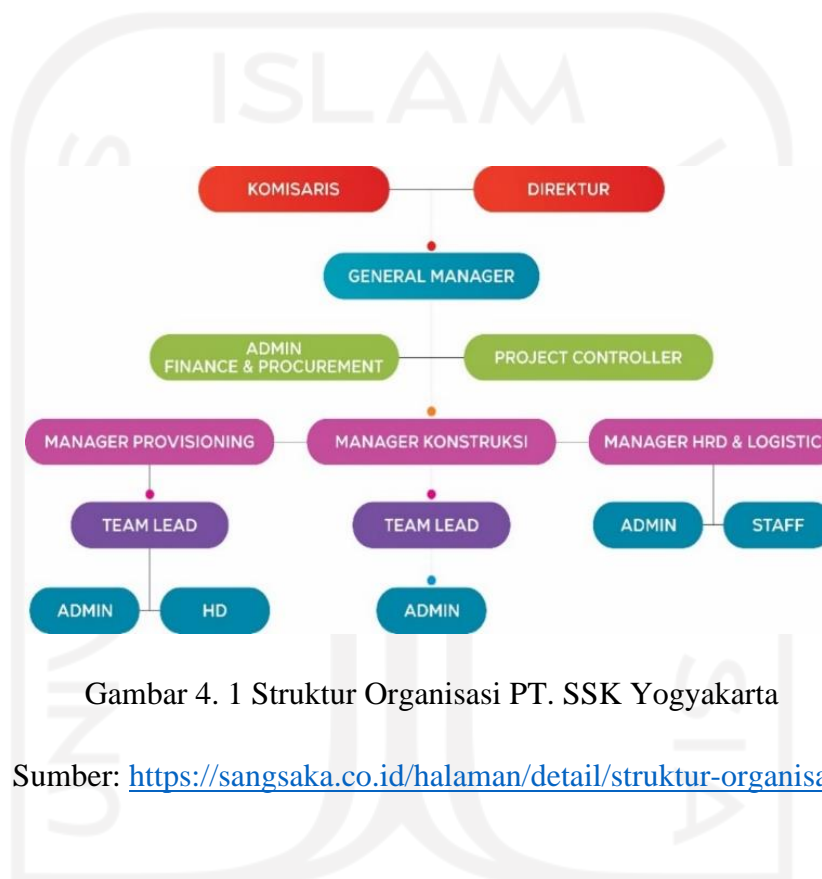 ISLAM
KOMISARIS
DIREKTUR
GENERAL MANAGER
ADMIN
FINANCE & PROCUREMENT
PROJECT CONTROLLER
MANAGER PROVISIONING
MANAGER KONSTRUKSI
MANAGER HRD & LOGISTIC
TEAM LEAD
TEAM LEAD
ADMIN
STAFF
ADMIN
HD
ADMIN
Gambar 4. 1 Struktur Organisasi PT. SSK Yogyakarta
Sumber: https://sangsaka.co.id/halaman/detail/struktur-organisa